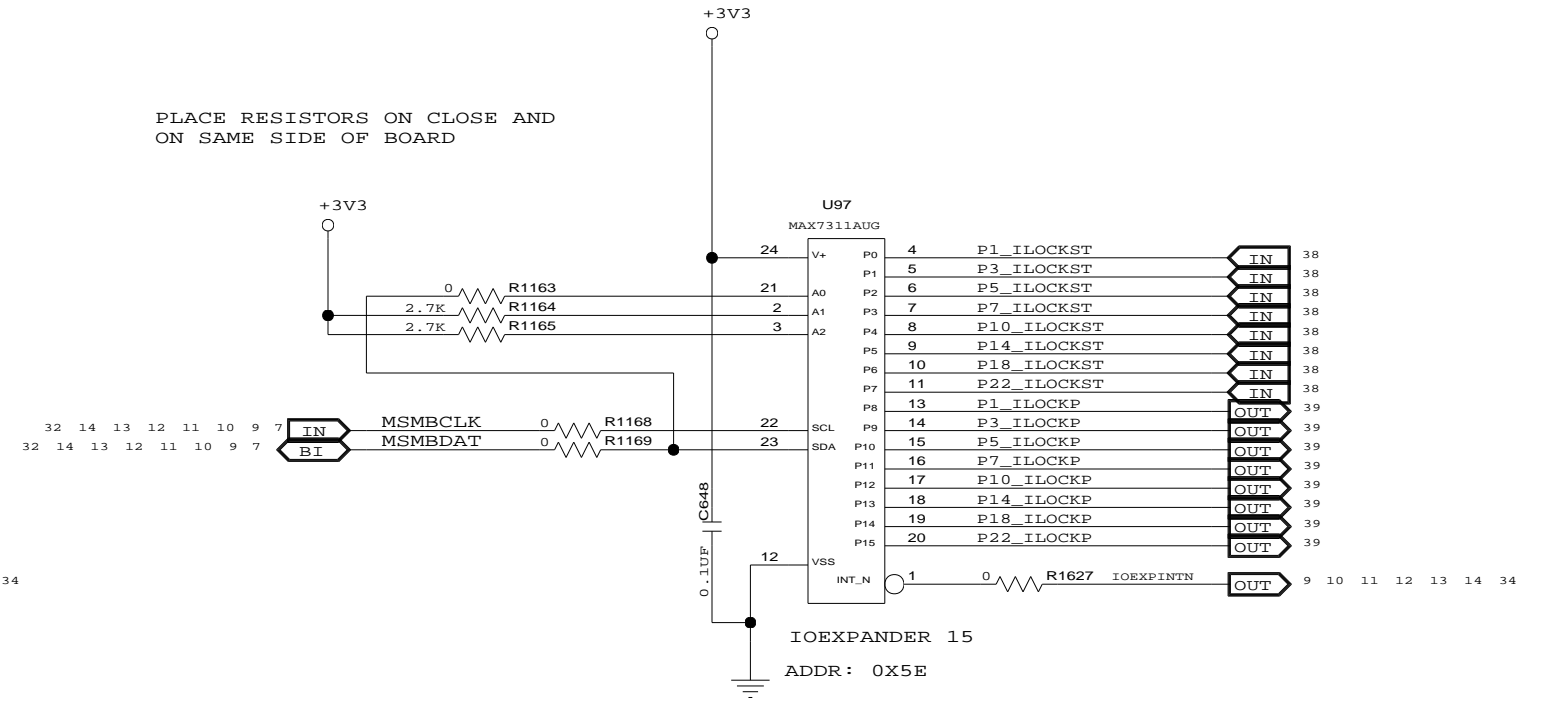 +3V3
PLACE RESISTORS ON CLOSE AND
ON SAME SIDE OF BOARD
+3V3
U97
MAX7311AUG
24 V+ P0 4 P1_ILOCKST IN 38
P1 5 P3_ILOCKST IN 38
0 R1163 21 A0 P2 6 P5_ILOCKST IN 38
2.7K R1164 2 A1 P3 7 P7_ILOCKST IN 38
2.7K R1165 3 A2 P4 8 P10_ILOCKST IN 38
P5 9 P14_ILOCKST IN 38
P6 10 P18_ILOCKST IN 38
P7 11 P22_ILOCKST IN 38
P8 13 P1_ILOCKP OUT 39
32 14 13 12 11 10 9 7 IN MSMBCLK 0 R1168 22 SCL P9 14 P3_ILOCKP OUT 39
32 14 13 12 11 10 9 7 BI MSMBDAT 0 R1169 23 SDA P10 15 P5_ILOCKP OUT 39
P11 16 P7_ILOCKP OUT 39
P12 17 P10_ILOCKP OUT 39
C648 P13 18 P14_ILOCKP OUT 39
P14 19 P18_ILOCKP OUT 39
P15 20 P22_ILOCKP OUT 39
0.1UF 12 VSS
34
INT_N 1 0 R1627 IOEXPINTN OUT 9 10 11 12 13 14 34
IOEXPANDER 15
ADDR: 0X5E